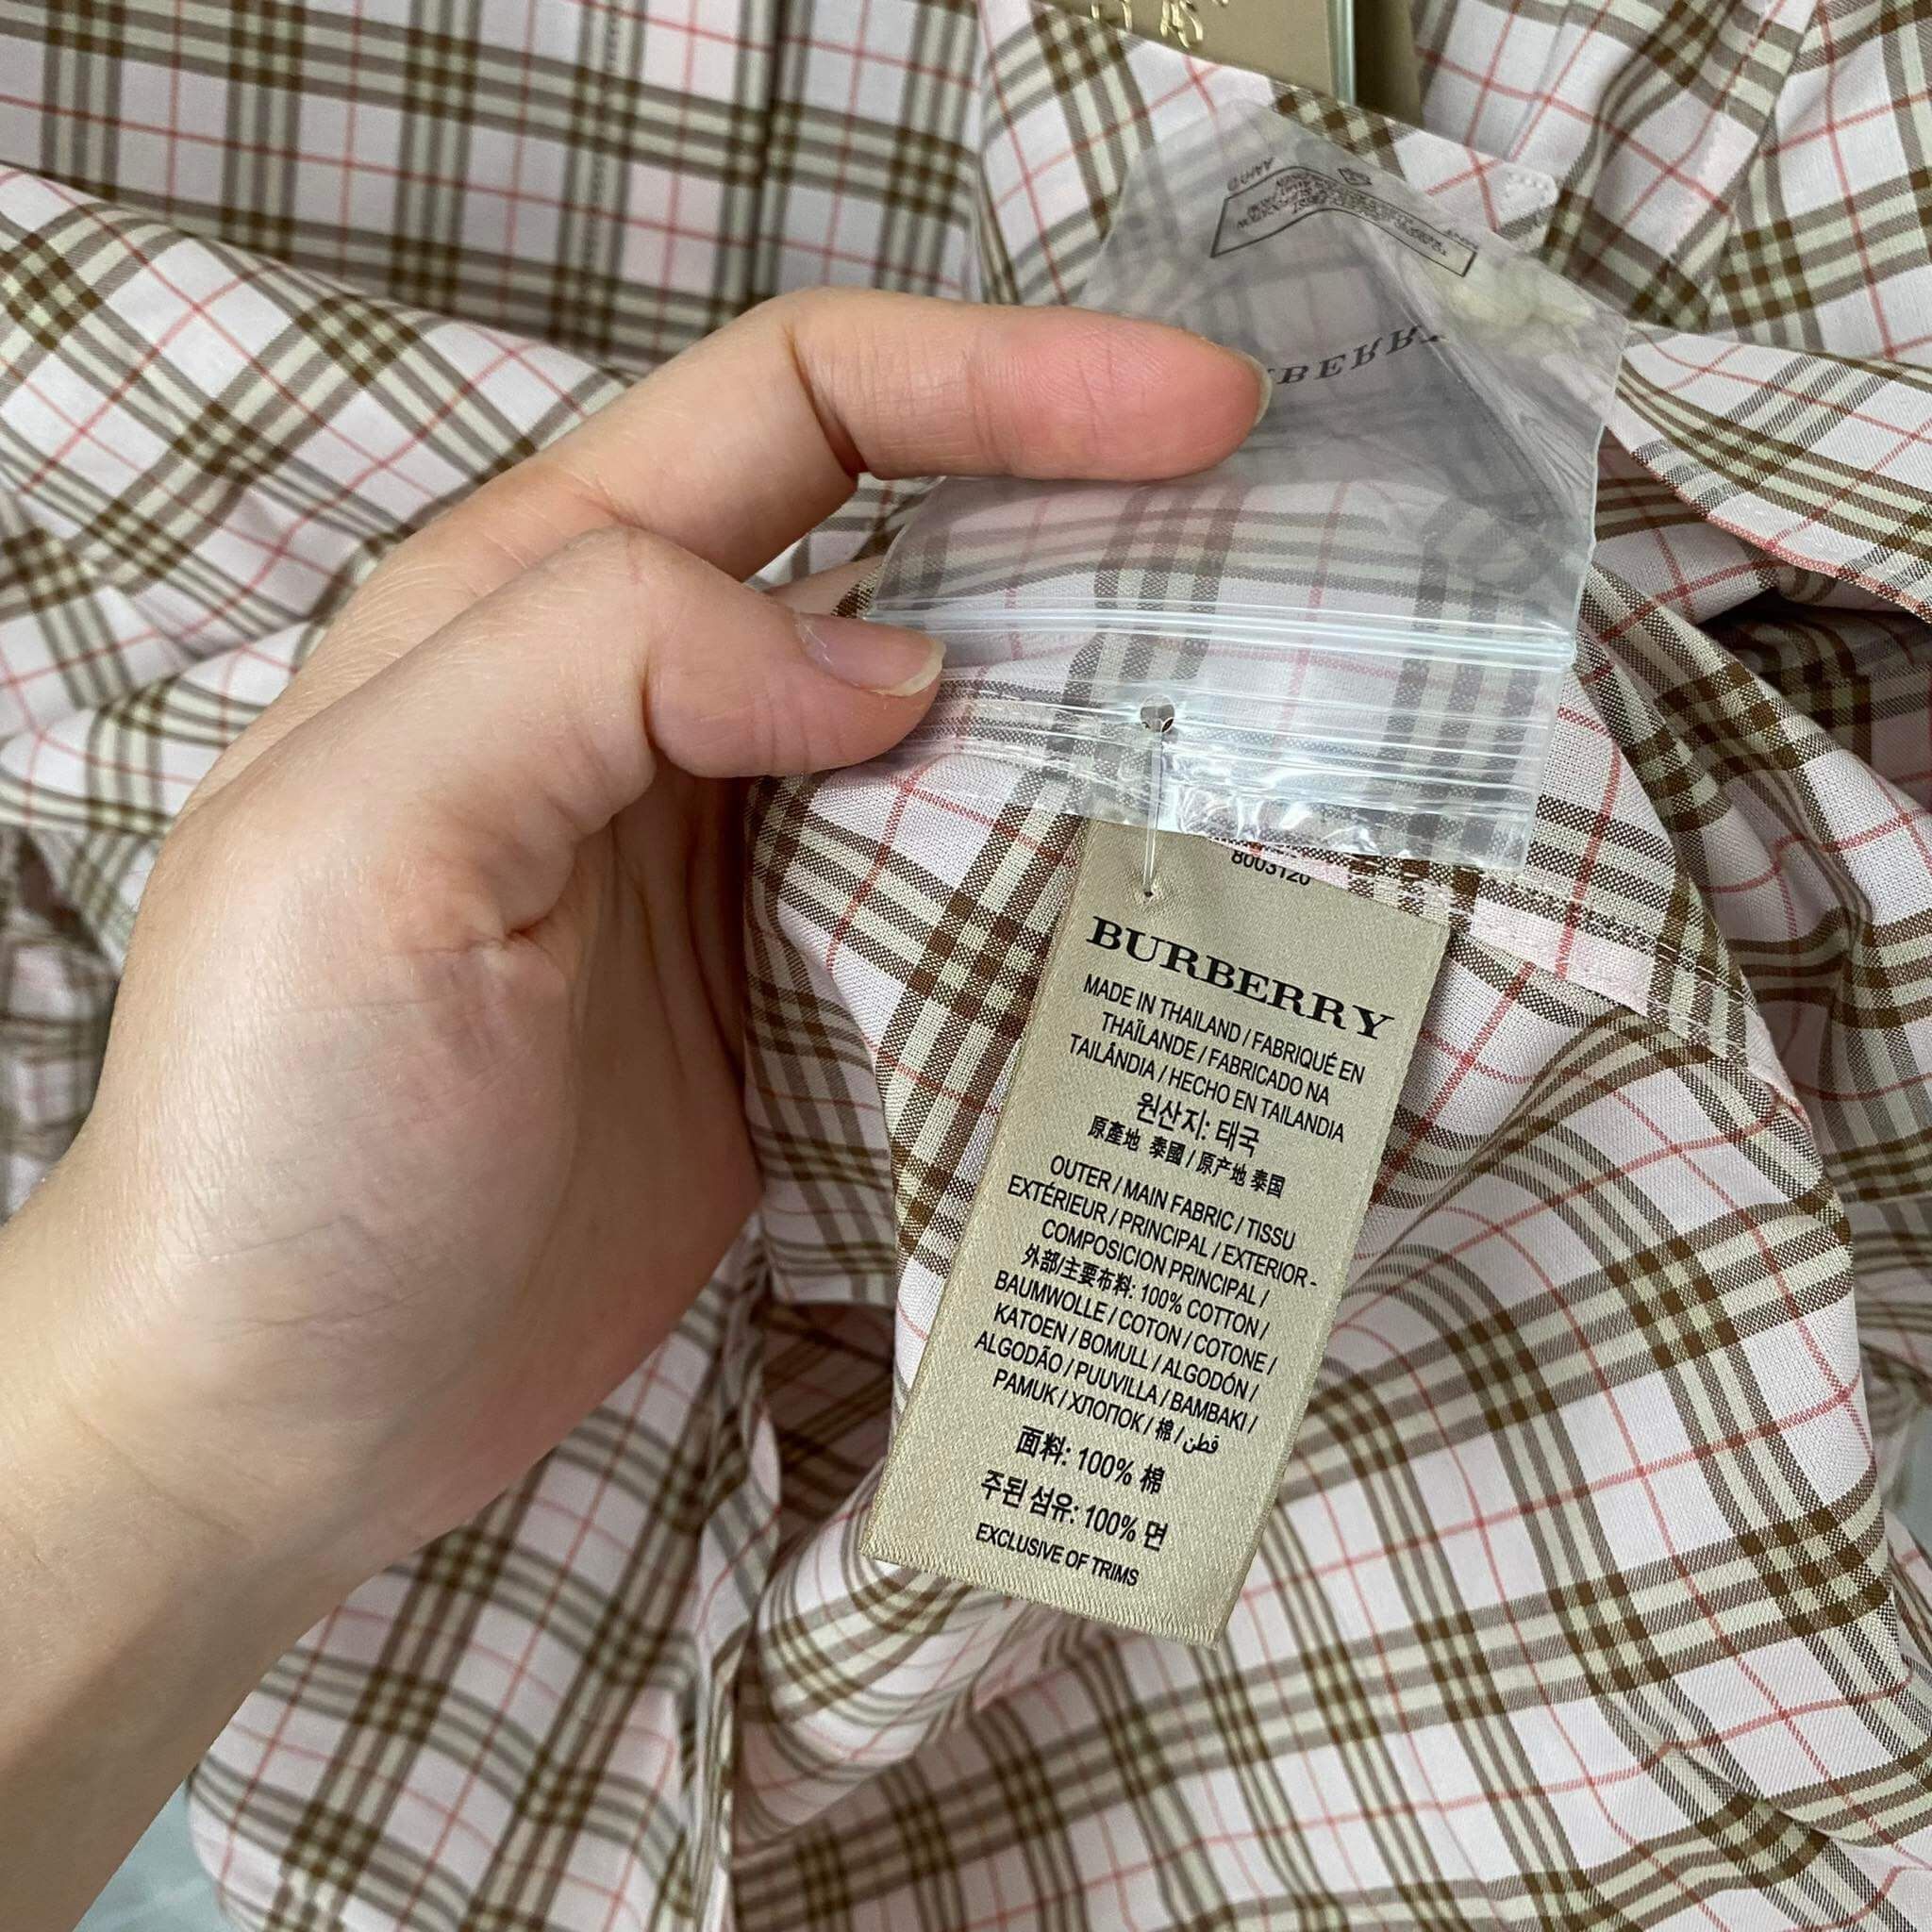 BERRY
8003120
BURBERRY
MADE IN THAILAND / FABRIQUÉ EN
THAÏLANDE / FABRICADO NA
TAILÂNDIA / HECHO EN TAILANDIA
원산지: 태국
原產地 泰國 / 原产地 泰国
OUTER / MAIN FABRIC / TISSU
EXTÉRIEUR / PRINCIPAL / EXTERIOR -
COMPOSICION PRINCIPAL /
外部/主要布料: 100% COTTON /
BAUMWOLLE / COTON / COTONE /
KATOEN / BOMULL / ALGODÓN /
ALGODÃO / PUUVILLA / BAMBAKI /
PAMUK / ХЛОПОК / 棉 / قطن
面料: 100% 棉
주된 섬유: 100% 면
EXCLUSIVE OF TRIMS